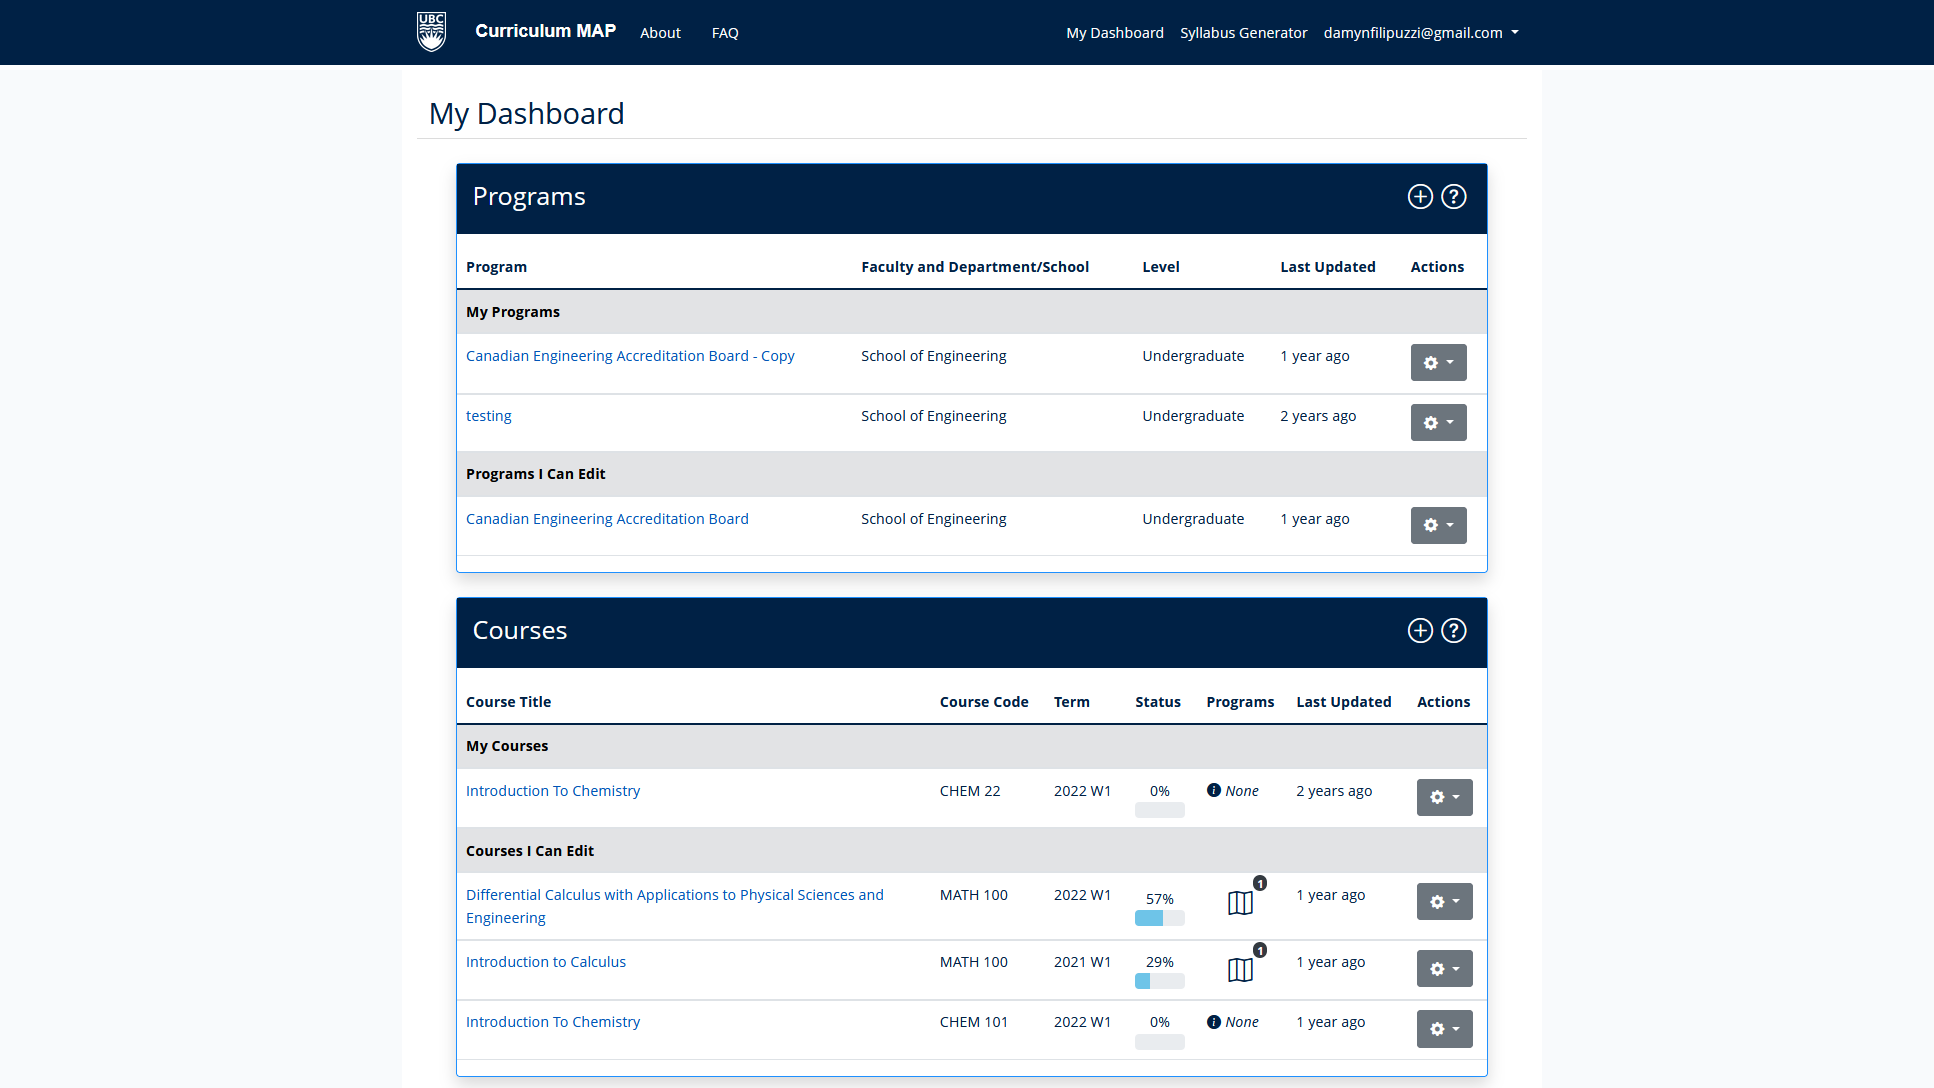 UBC
Curriculum MAP About FAQ My Dashboard Syllabus Generator damynfilipuzzi@gmail.com
My Dashboard
Programs ?
Program Faculty and Department/School Level Last Updated Actions
My Programs
Canadian Engineering Accreditation Board - Copy School of Engineering Undergraduate 1 year ago
testing School of Engineering Undergraduate 2 years ago
Programs I Can Edit
Canadian Engineering Accreditation Board School of Engineering Undergraduate 1 year ago
Courses ?
Course Title Course Code Term Status Programs Last Updated Actions
My Courses
Introduction To Chemistry CHEM 22 2022 W1 0% None 2 years ago
Courses I Can Edit
Differential Calculus with Applications to Physical Sciences and MATH 100 2022 W1 57% 1 1 year ago
Engineering
Introduction to Calculus MATH 100 2021 W1 29% 1 1 year ago
Introduction To Chemistry CHEM 101 2022 W1 0% None 1 year ago